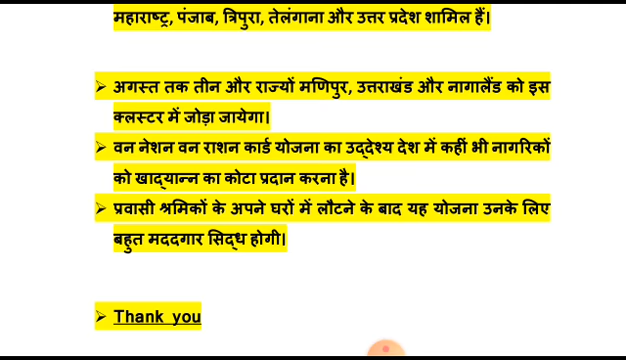 महाराष्ट्र, पंजाब, त्रिपुरा, तेलंगाना और उत्तर प्रदेश शामिल हैं।
➢ अगस्त तक तीन और राज्यों मणिपुर, उत्तराखंड और नागालैंड को इस
क्लस्टर में जोड़ा जायेगा।
➢ वन नेशन वन राशन कार्ड योजना का उद्देश्य देश में कहीं भी नागरिकों
को खाद्यान्न का कोटा प्रदान करना है।
➢ प्रवासी श्रमिकों के अपने घरों में लौटने के बाद यह योजना उनके लिए
बहुत मददगार सिद्ध होगी।
➢ Thank you